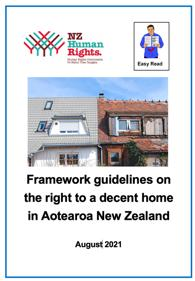 NZ
Human
Rights.
Easy Read
Framework guidelines on
the right to a decent home
in Aotearoa New Zealand
August 2021